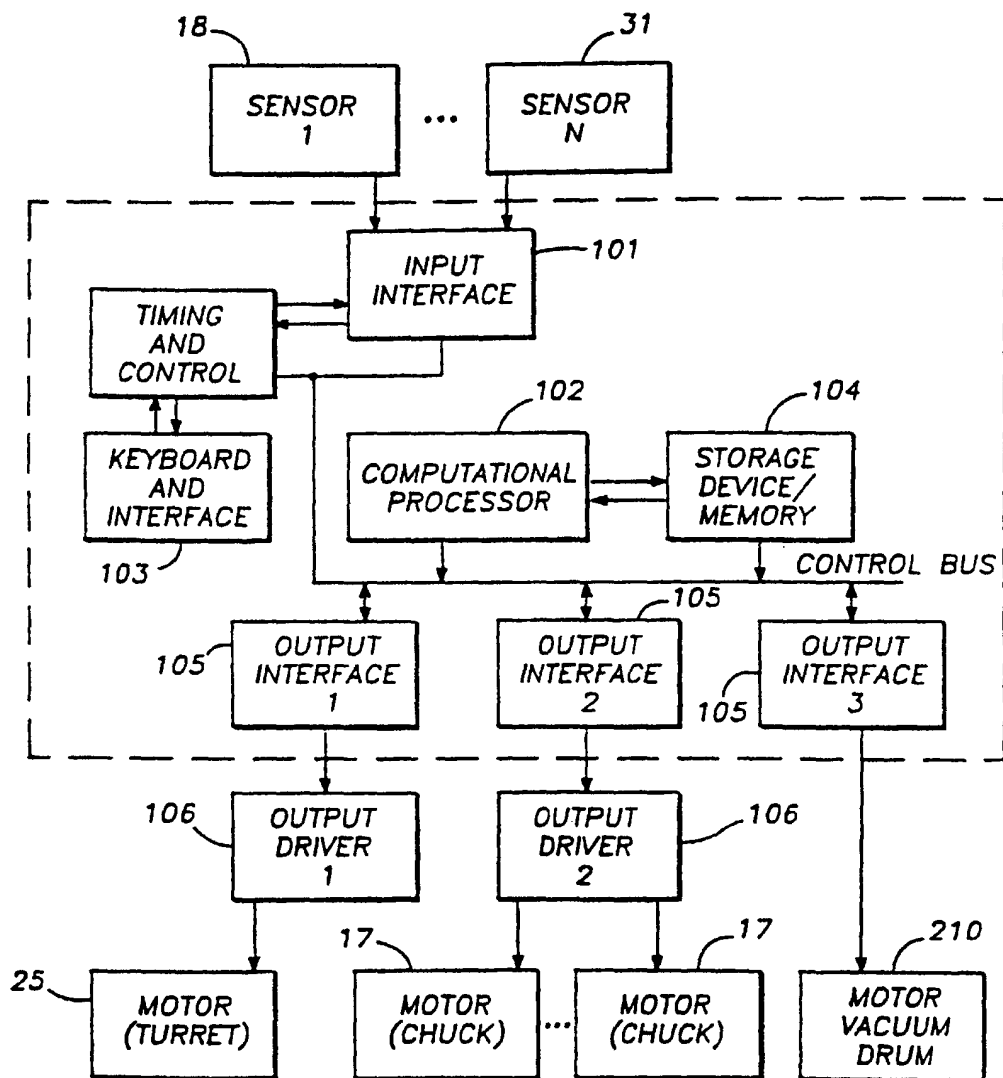 18
31
SENSOR
1
...
SENSOR
N
INPUT
INTERFACE
101
TIMING
AND
CONTROL
102
104
KEYBOARD
AND
INTERFACE
COMPUTATIONAL
PROCESSOR
STORAGE
DEVICE/
MEMORY
103
CONTROL BUS
105
OUTPUT
INTERFACE
1
105
OUTPUT
INTERFACE
2
105
OUTPUT
INTERFACE
3
106
OUTPUT
DRIVER
1
OUTPUT
DRIVER
2
106
25
MOTOR
(TURRET)
17
MOTOR
(CHUCK)
...
17
MOTOR
(CHUCK)
210
MOTOR
VACUUM
DRUM